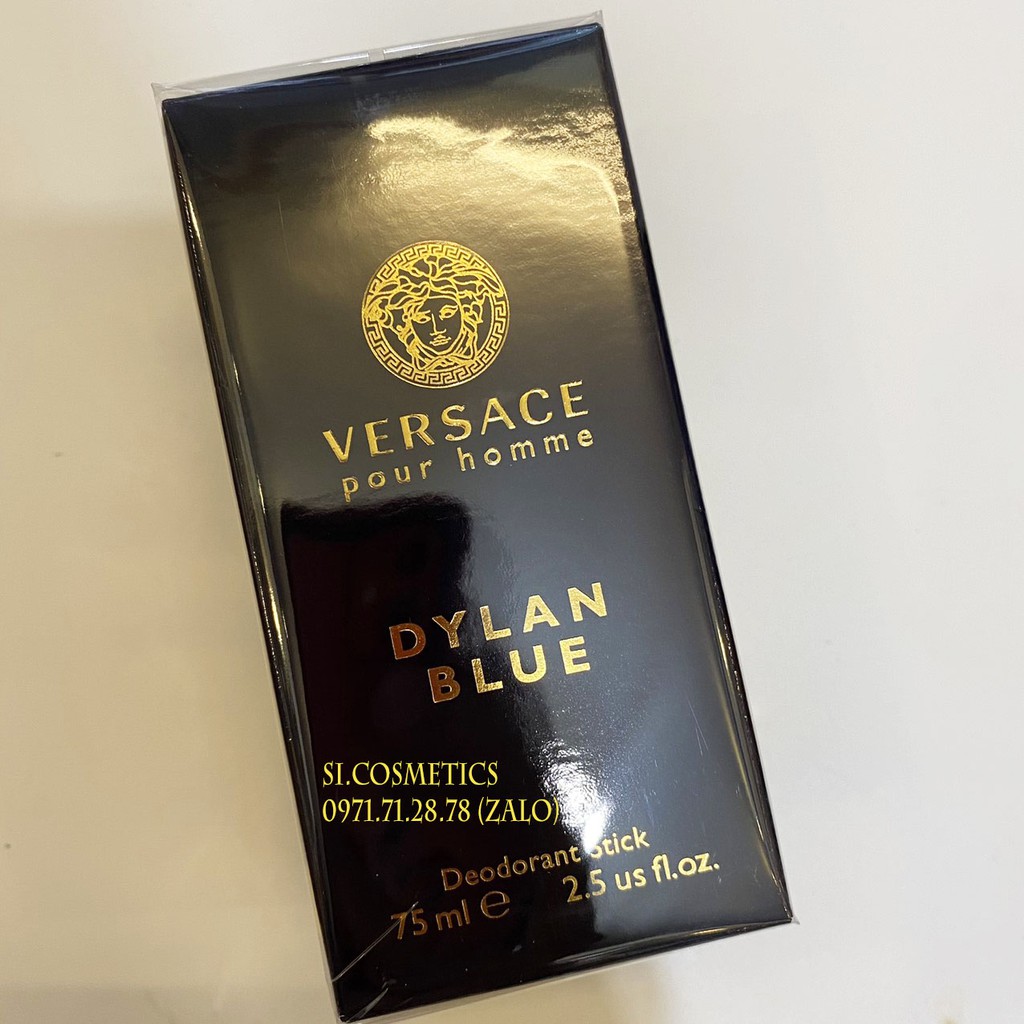 VERSACE
pour homme
DYLAN
BLUE
SI.COSMETICS
0971.71.28.78 (ZALO)
Deodorant Stick
75 ml ℮ 2.5 us fl.oz.